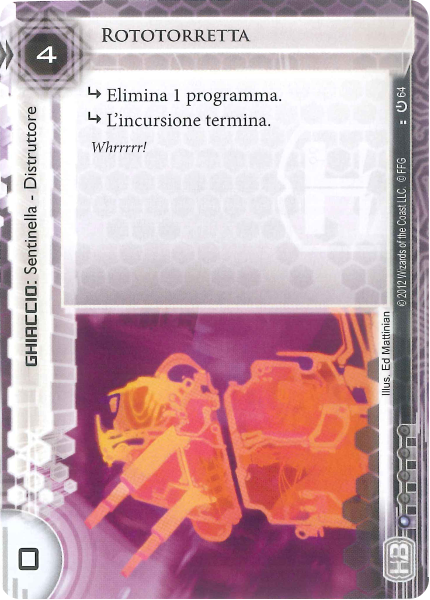 4
Rototorretta
↳ Elimina 1 programma.
↳ L'incursione termina.
Whrrrrr!
GHIACCIO: Sentinella - Distruttore
64
© 2012 Wizards of the Coast LLC. © FFG
Illus. Ed Mattinian
0
HB